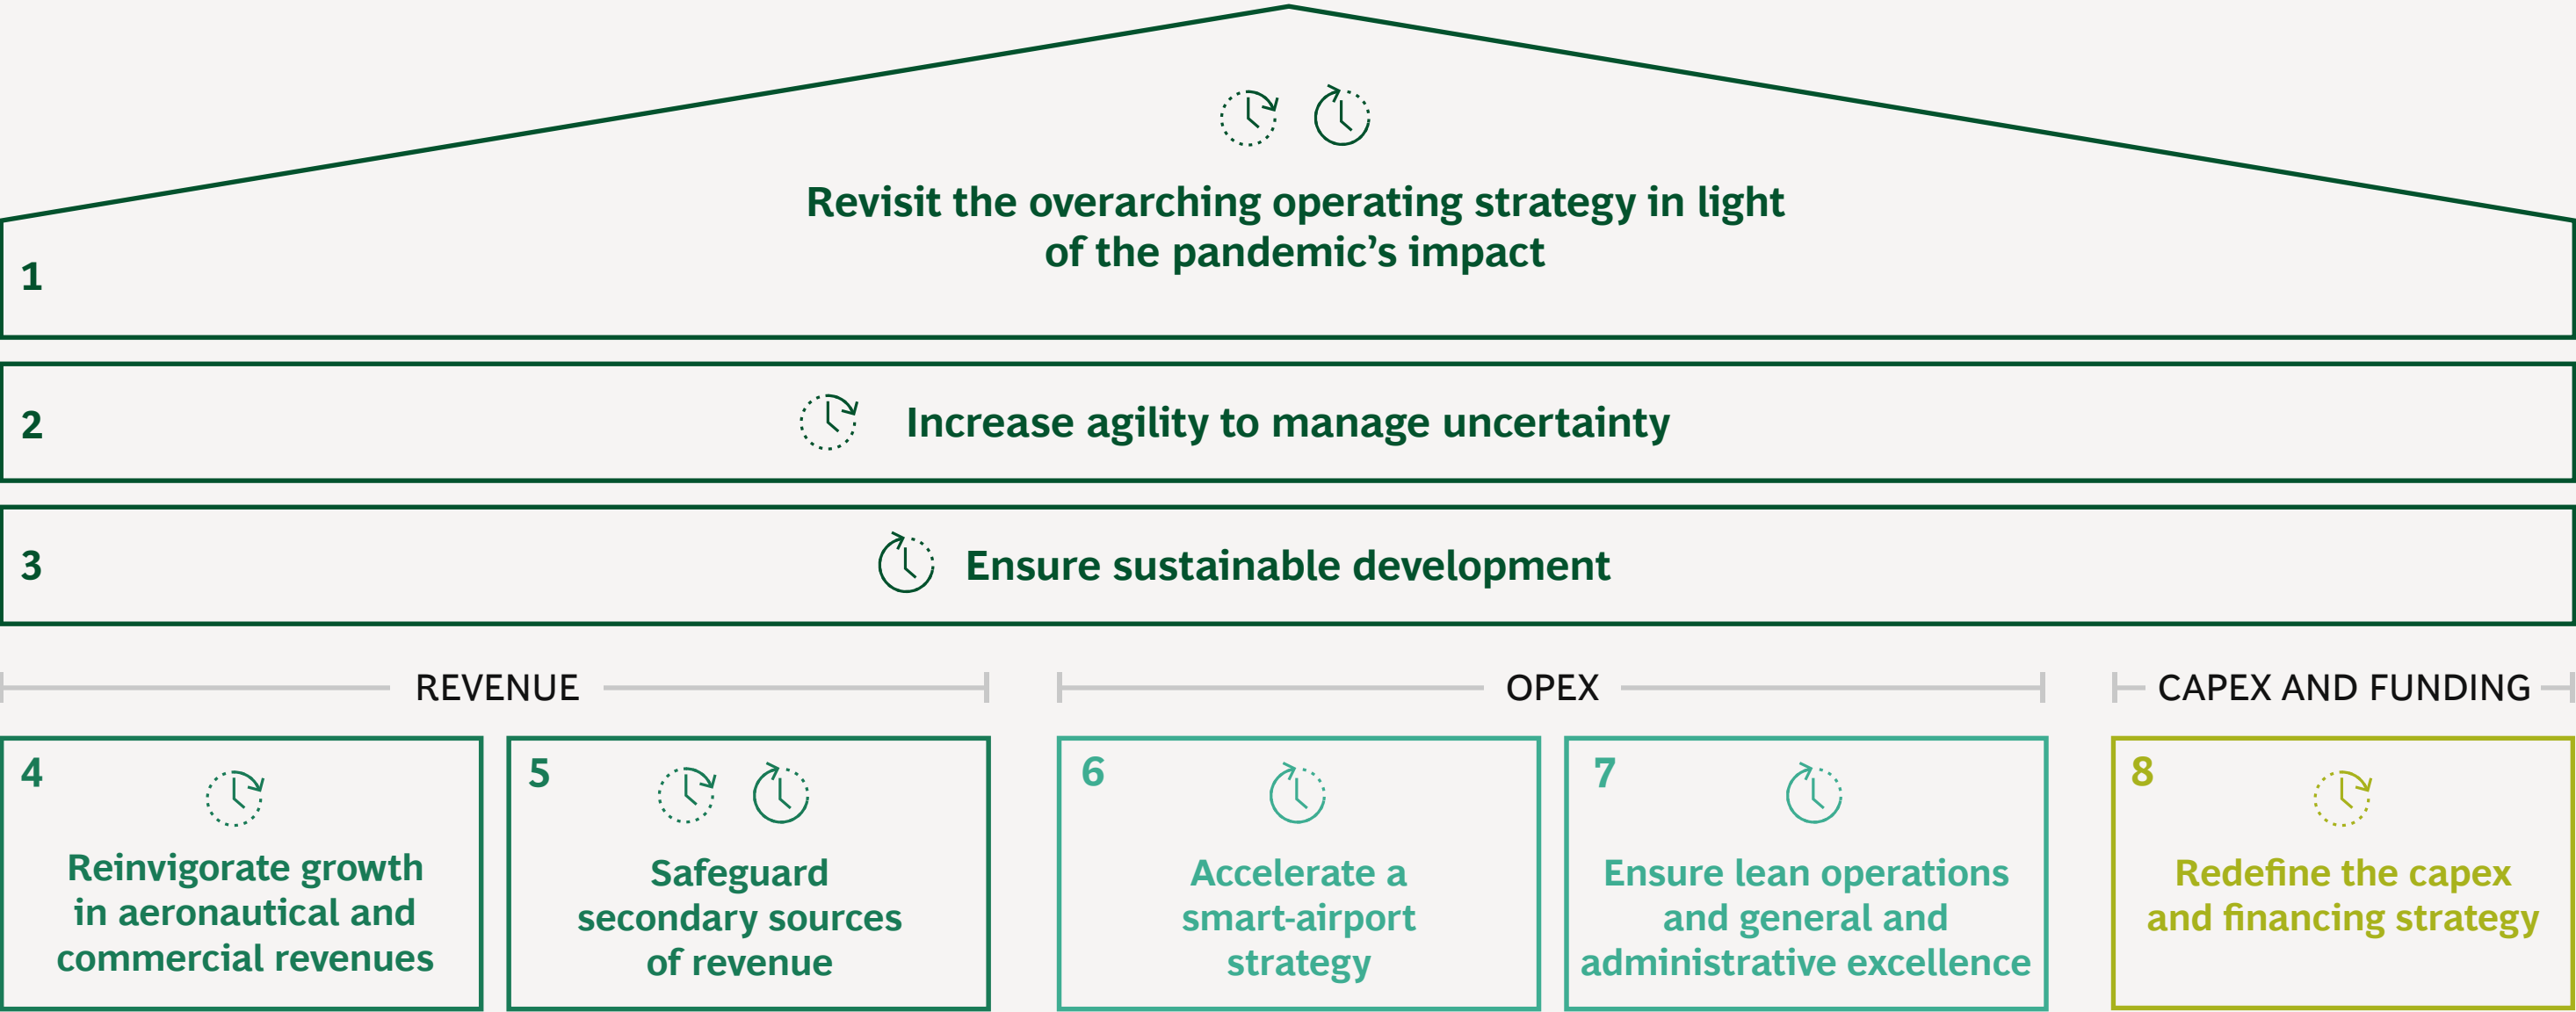 Revisit the overarching operating strategy in light
of the pandemic’s impact
1
2
Increase agility to manage uncertainty
3
Ensure sustainable development
REVENUE
OPEX
CAPEX AND FUNDING
4
Reinvigorate growth
in aeronautical and
commercial revenues
5
Safeguard
secondary sources
of revenue
6
Accelerate a
smart-airport
strategy
7
Ensure lean operations
and general and
administrative excellence
8
Redefine the capex
and financing strategy